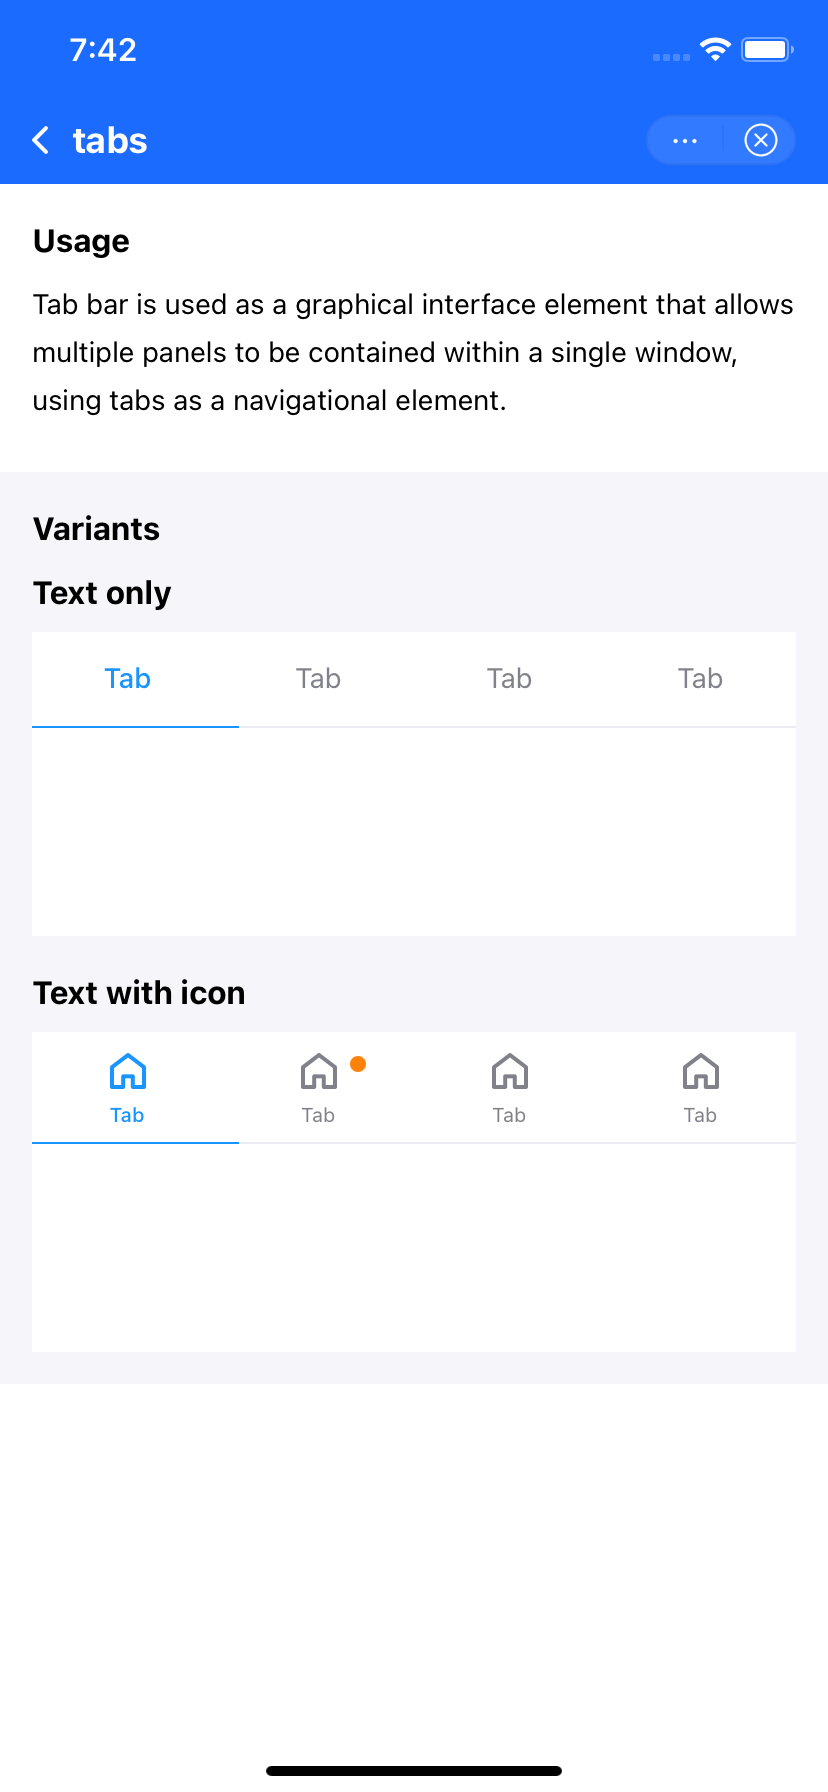 7:42
tabs
Usage
Tab bar is used as a graphical interface element that allows
multiple panels to be contained within a single window,
using tabs as a navigational element.
Variants
Text only
Tab Tab Tab Tab
Text with icon
Tab Tab Tab Tab